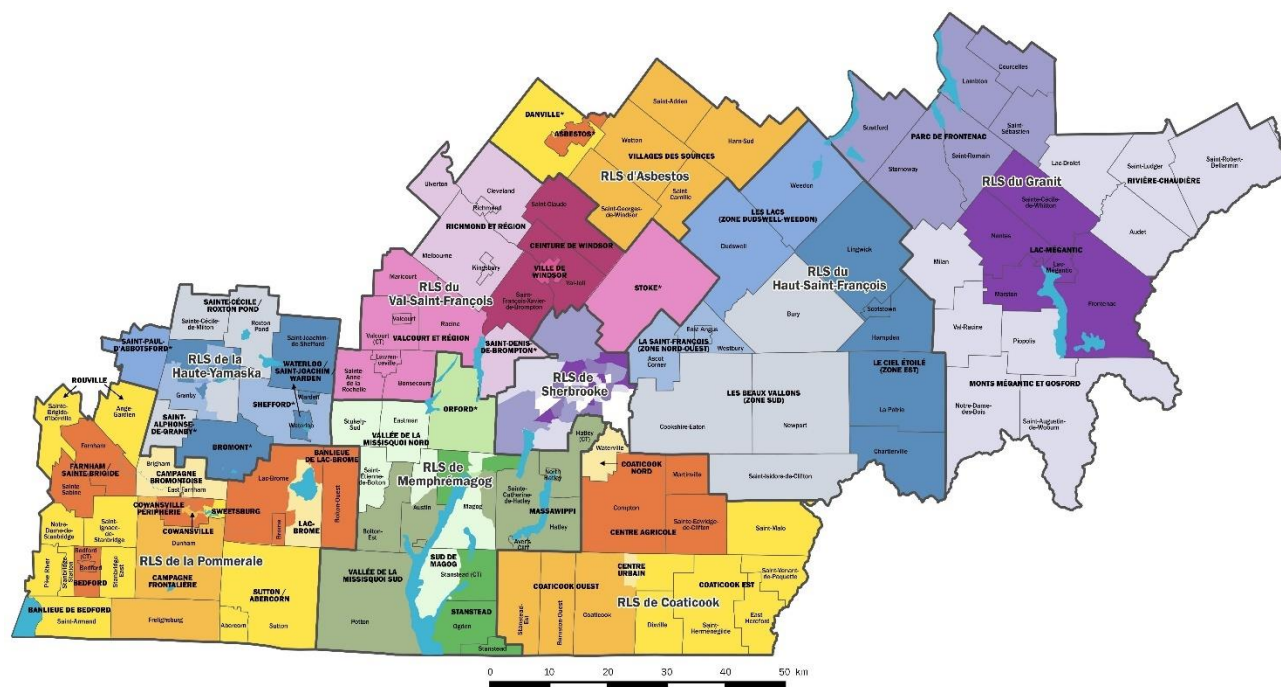 Courcelles
Lambton
Saint-Adrien
DANVILLE*
ASBESTOS*
Wotton
Ham-Sud
Stratford
Saint-Sébastien
PARC DE FRONTENAC
Stornoway
Saint-Romain
Lac-Drolet
Saint-Ludger
Saint-Robert-Bellarmin
RIVIÈRE-CHAUDIÈRE
VILLAGES DES SOURCES
RLS d'Asbestos
RLS du Granit
Ulverton
Cleveland
Richmond
RICHMOND ET RÉGION
Saint-Claude
Saint-Camille
Saint-Georges-de-Windsor
Weedon
LES LACS
(ZONE DUDSWELL-WEEDON)
Dudswell
Lingwick
Sainte-Cécile-de-Whitton
Audet
Nantes
LAC-MÉGANTIC
Lac-Mégantic
Milan
Marston
Frontenac
CEINTURE DE WINDSOR
VILLE DE WINDSOR
Val-Joli
Melbourne
Kingsbury
Maricourt
RLS du Val-Saint-François
Saint-François-Xavier-de-Brompton
STOKE*
RLS du Haut-Saint-François
Bury
Scotstown
Hampden
Val-Racine
Piopolis
Valcourt
Valcourt (CT)
Racine
VALCOURT ET RÉGION
SAINT-DENIS-DE-BROMPTON*
LA SAINT-FRANÇOIS
(ZONE NORD-OUEST)
East Angus
Westbury
Ascot Corner
SAINTE-CÉCILE / ROXTON POND
Sainte-Cécile-de-Milton
Roxton Pond
Saint-Joachim-de-Shefford
SAINT-PAUL-D'ABBOTSFORD*
RLS de la Haute-Yamaska
WATERLOO / SAINT-JOACHIM / WARDEN
Warden
Granby
SHEFFORD*
Waterloo
SAINT-ALPHONSE-DE-GRANBY*
BROMONT*
Lawrenceville
Sainte-Anne-de-la-Rochelle
Bonsecours
RLS de Sherbrooke
LE CIEL ÉTOILÉ
(ZONE EST)
La Patrie
Chartierville
LES BEAUX VALLONS
(ZONE SUD)
Cookshire-Eaton
Newport
Saint-Isidore-de-Clifton
MONTS MÉGANTIC ET GOSFORD
Notre-Dame-des-Bois
Saint-Augustin-de-Woburn
ROUVILLE
Sainte-Brigide-d'Iberville
Ange-Gardien
Stukely-Sud
Eastman
ORFORD*
VALLÉE DE LA MISSISQUOI NORD
Saint-Étienne-de-Bolton
RLS de Memphrémagog
Austin
Magog
Bolton-Est
Hatley
Hatley (CT)
North Hatley
Sainte-Catherine-de-Hatley
MASSAWIPPI
Hatley
Ayer's Cliff
Waterville
COATICOOK NORD
Martinville
Compton
Sainte-Edwidge-de-Clifton
CENTRE AGRICOLE
Saint-Malo
Farnham
FARNHAM / SAINTE-BRIGIDE
Sainte-Sabine
Brigham
CAMPAGNE BROMONTOISE
East Farnham
BANLIEUE DE LAC-BROME
Lac-Brome
Bolton-Ouest
Brome
LAC-BROME
COWANSVILLE PÉRIPHÉRIE
SWEETSBURG
COWANSVILLE
Dunham
Notre-Dame-de-Stanbridge
Saint-Ignace-de-Stanbridge
Bedford (CT)
Bedford
BEDFORD
Pike River
Stanbridge-Station
Stanbridge East
RLS de la Pommeraie
CAMPAGNE FRONTALIÈRE
SUTTON / ABERCORN
BANLIEUE DE BEDFORD
Saint-Armand
Frelighsburg
Abercorn
Sutton
VALLÉE DE LA MISSISQUOI SUD
Potton
SUD DE MAGOG
Stanstead (CT)
STANSTEAD
Ogden
Stanstead
COATICOOK OUEST
Stanstead-Est
Barnston-Ouest
Coaticook
CENTRE URBAIN
RLS de Coaticook
COATICOOK EST
Saint-Venant-de-Paquette
East Hereford
Dixville
Saint-Herménégilde
0 10 20 30 40 50 km